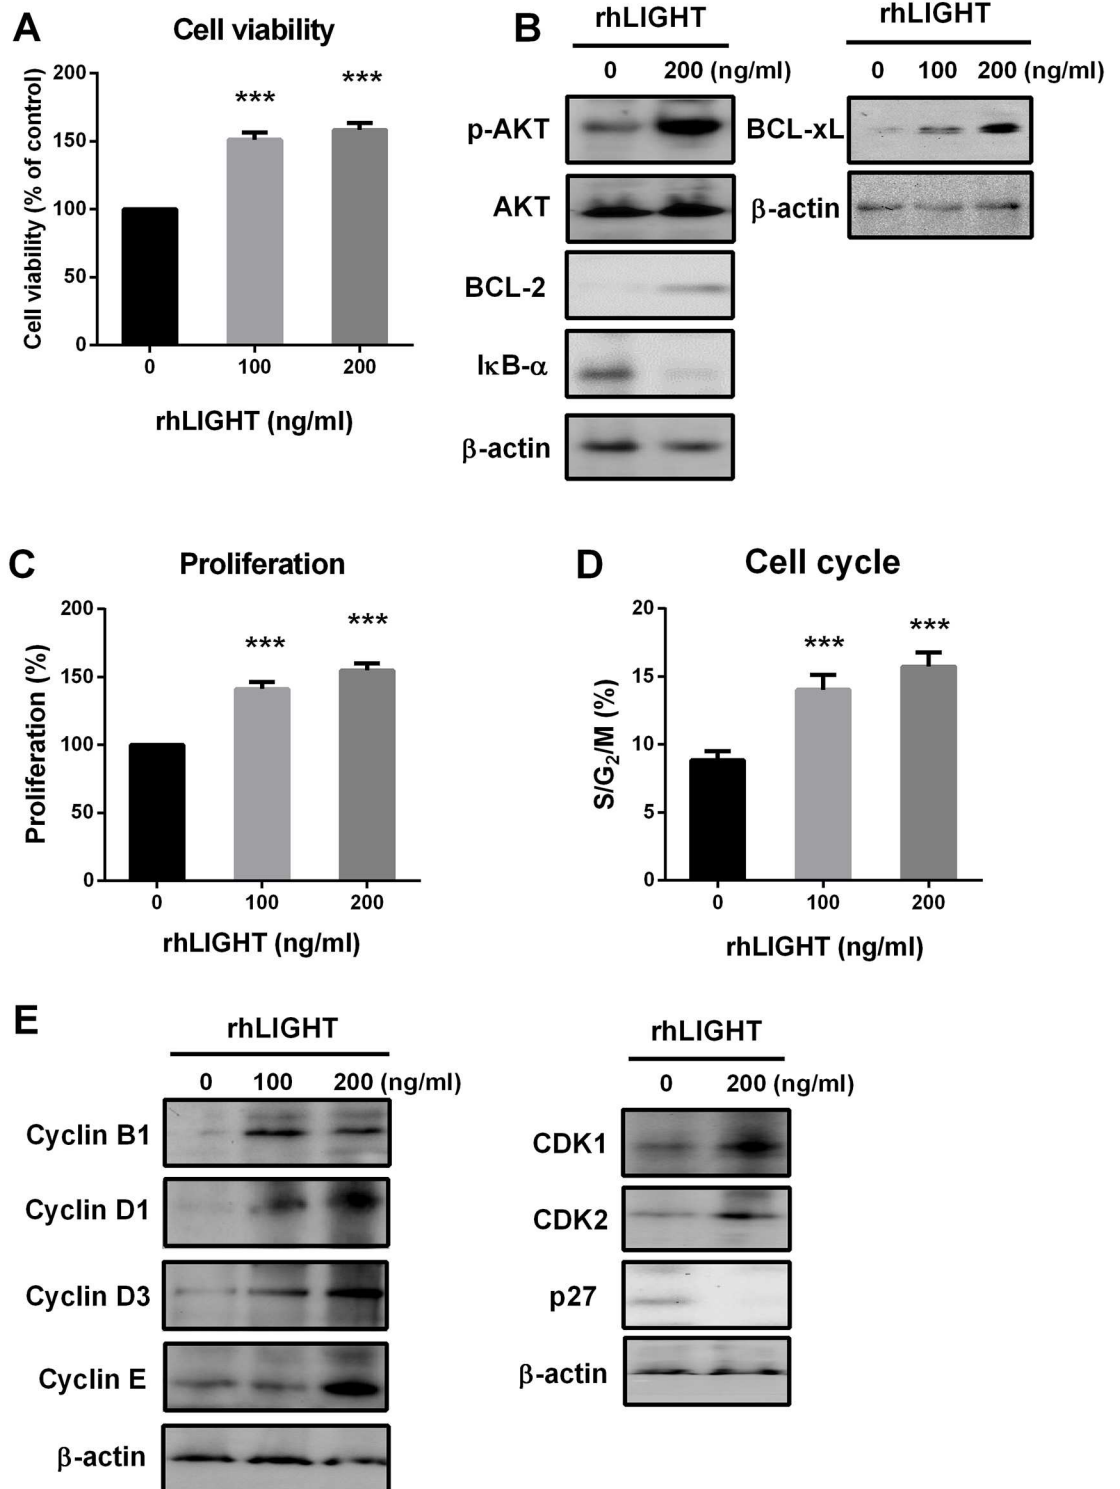 A
Cell viability
Cell viability (% of control)
200
***
***
150
100
50
0
0 100 200
rhLIGHT (ng/ml)
B
rhLIGHT
0 200 (ng/ml)
p-AKT
AKT
BCL-2
IκB-α
β-actin
rhLIGHT
0 100 200 (ng/ml)
BCL-xL
β-actin
C
Proliferation
Proliferation (%)
200
***
***
150
100
50
0
0 100 200
rhLIGHT (ng/ml)
D
Cell cycle
S/G₂/M (%)
20
***
***
15
10
5
0
0 100 200
rhLIGHT (ng/ml)
E
rhLIGHT
0 100 200 (ng/ml)
Cyclin B1
Cyclin D1
Cyclin D3
Cyclin E
β-actin
rhLIGHT
0 200 (ng/ml)
CDK1
CDK2
p27
β-actin